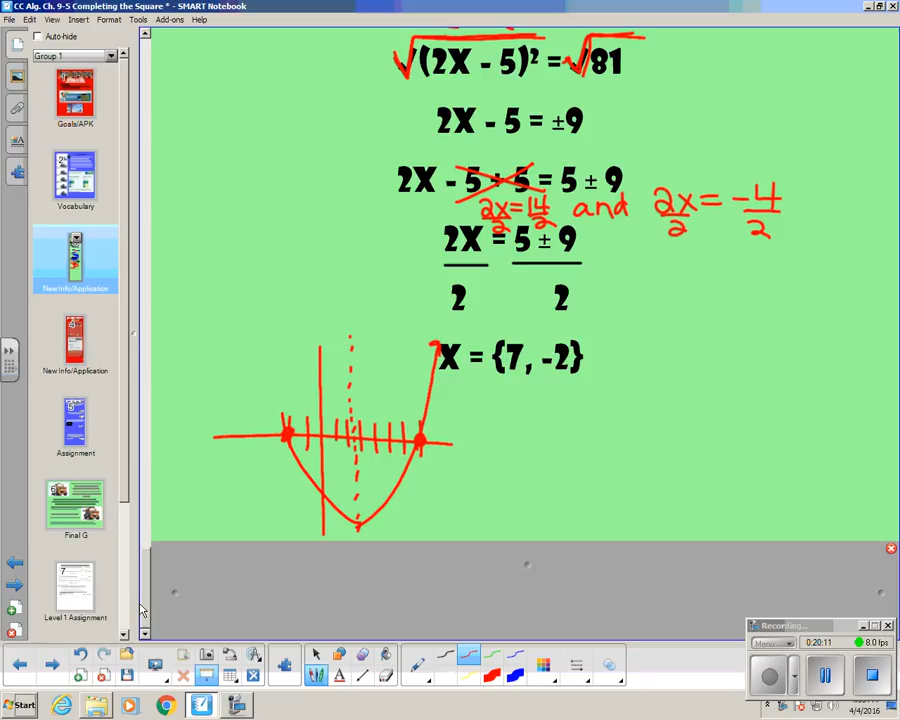 CC Alg. Ch. 9-5 Completing the Square * - SMART Notebook
File Edit View Insert Format Tools Add-ons Help
Auto-hide
Group 1
Goals/APK
Vocabulary
New Info/Application
New Info/Application
Assignment
Final G
Level 1 Assignment
√(2X - 5)² = √81
2X - 5 = ±9
2X - 5 + 5 = 5 ± 9
2x/2 = 14/2 and 2x/2 = -4/2
2X = 5 ± 9
2 2
X = {7, -2}
Recording...
Menu
20:11
8.0 fps
Start
4/4/2016